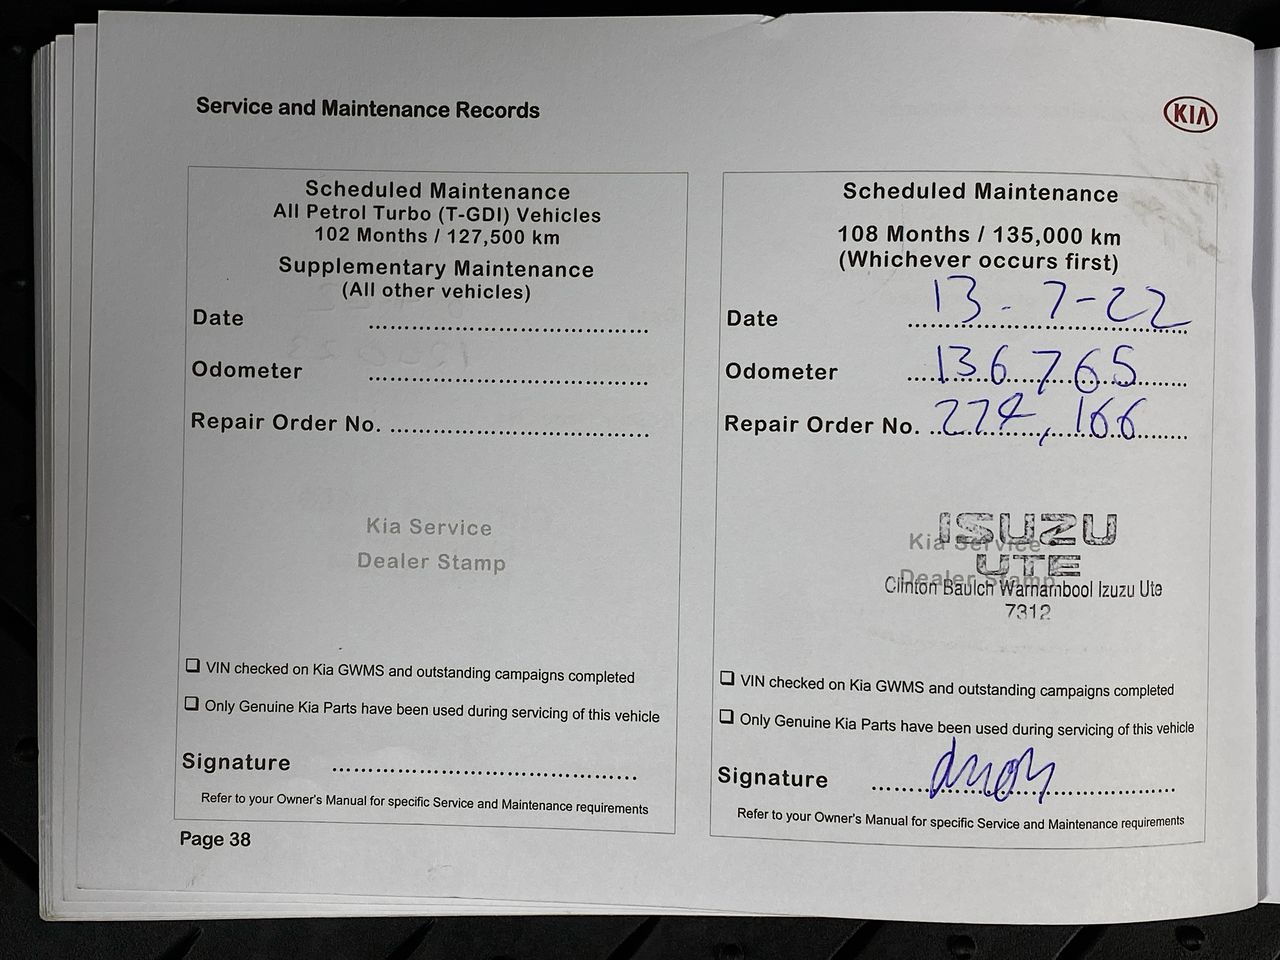 Service and Maintenance Records
KIA
Scheduled Maintenance
All Petrol Turbo (T-GDI) Vehicles
102 Months / 127,500 km
Supplementary Maintenance
(All other vehicles)
Date
Odometer
Repair Order No.
Kia Service
Dealer Stamp
VIN checked on Kia GWMS and outstanding campaigns completed
Only Genuine Kia Parts have been used during servicing of this vehicle
Signature
Refer to your Owner's Manual for specific Service and Maintenance requirements
Page 38
Scheduled Maintenance
108 Months / 135,000 km
(Whichever occurs first)
Date 13-7-22
Odometer 136765
Repair Order No. 274,166
ISUZU
Kia Service
UTE
Dealer Stamp
Clinton Baulch Warrnambool Izuzu Ute
7312
VIN checked on Kia GWMS and outstanding campaigns completed
Only Genuine Kia Parts have been used during servicing of this vehicle
Signature
Refer to your Owner's Manual for specific Service and Maintenance requirements